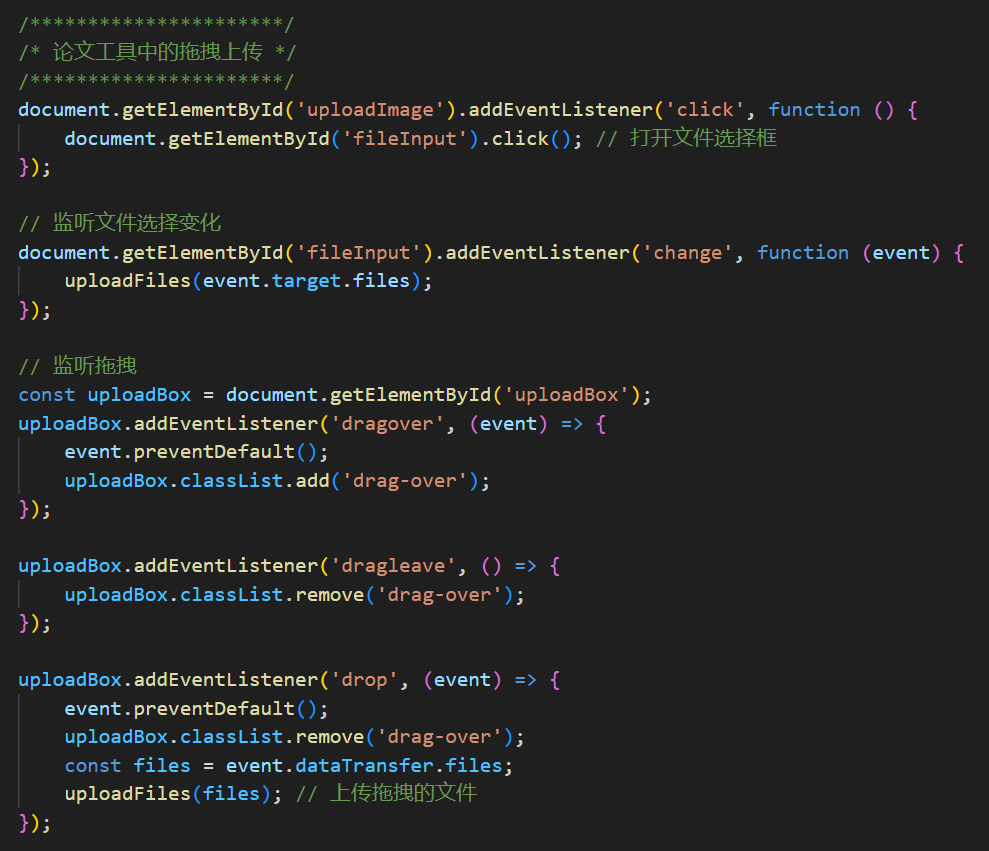 /**********************/
/* 论文工具中的拖拽上传 */
/**********************/
document.getElementById('uploadImage').addEventListener('click', function () {
    document.getElementById('fileInput').click(); // 打开文件选择框
});

// 监听文件选择变化
document.getElementById('fileInput').addEventListener('change', function (event) {
    uploadFiles(event.target.files);
});

// 监听拖拽
const uploadBox = document.getElementById('uploadBox');
uploadBox.addEventListener('dragover', (event) => {
    event.preventDefault();
    uploadBox.classList.add('drag-over');
});

uploadBox.addEventListener('dragleave', () => {
    uploadBox.classList.remove('drag-over');
});

uploadBox.addEventListener('drop', (event) => {
    event.preventDefault();
    uploadBox.classList.remove('drag-over');
    const files = event.dataTransfer.files;
    uploadFiles(files); // 上传拖拽的文件
});